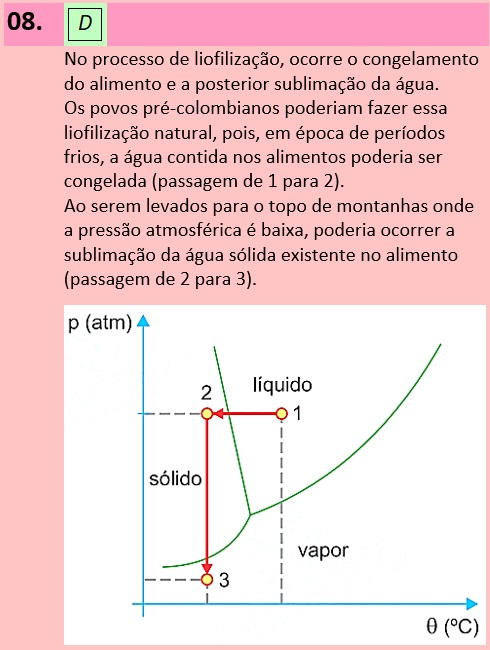 08. D
No processo de liofilização, ocorre o congelamento
do alimento e a posterior sublimação da água.
Os povos pré-colombianos poderiam fazer essa
liofilização natural, pois, em época de períodos
frios, a água contida nos alimentos poderia ser
congelada (passagem de 1 para 2).
Ao serem levados para o topo de montanhas onde
a pressão atmosférica é baixa, poderia ocorrer a
sublimação da água sólida existente no alimento
(passagem de 2 para 3).
p (atm)
líquido
2
1
sólido
vapor
3
θ (ºC)